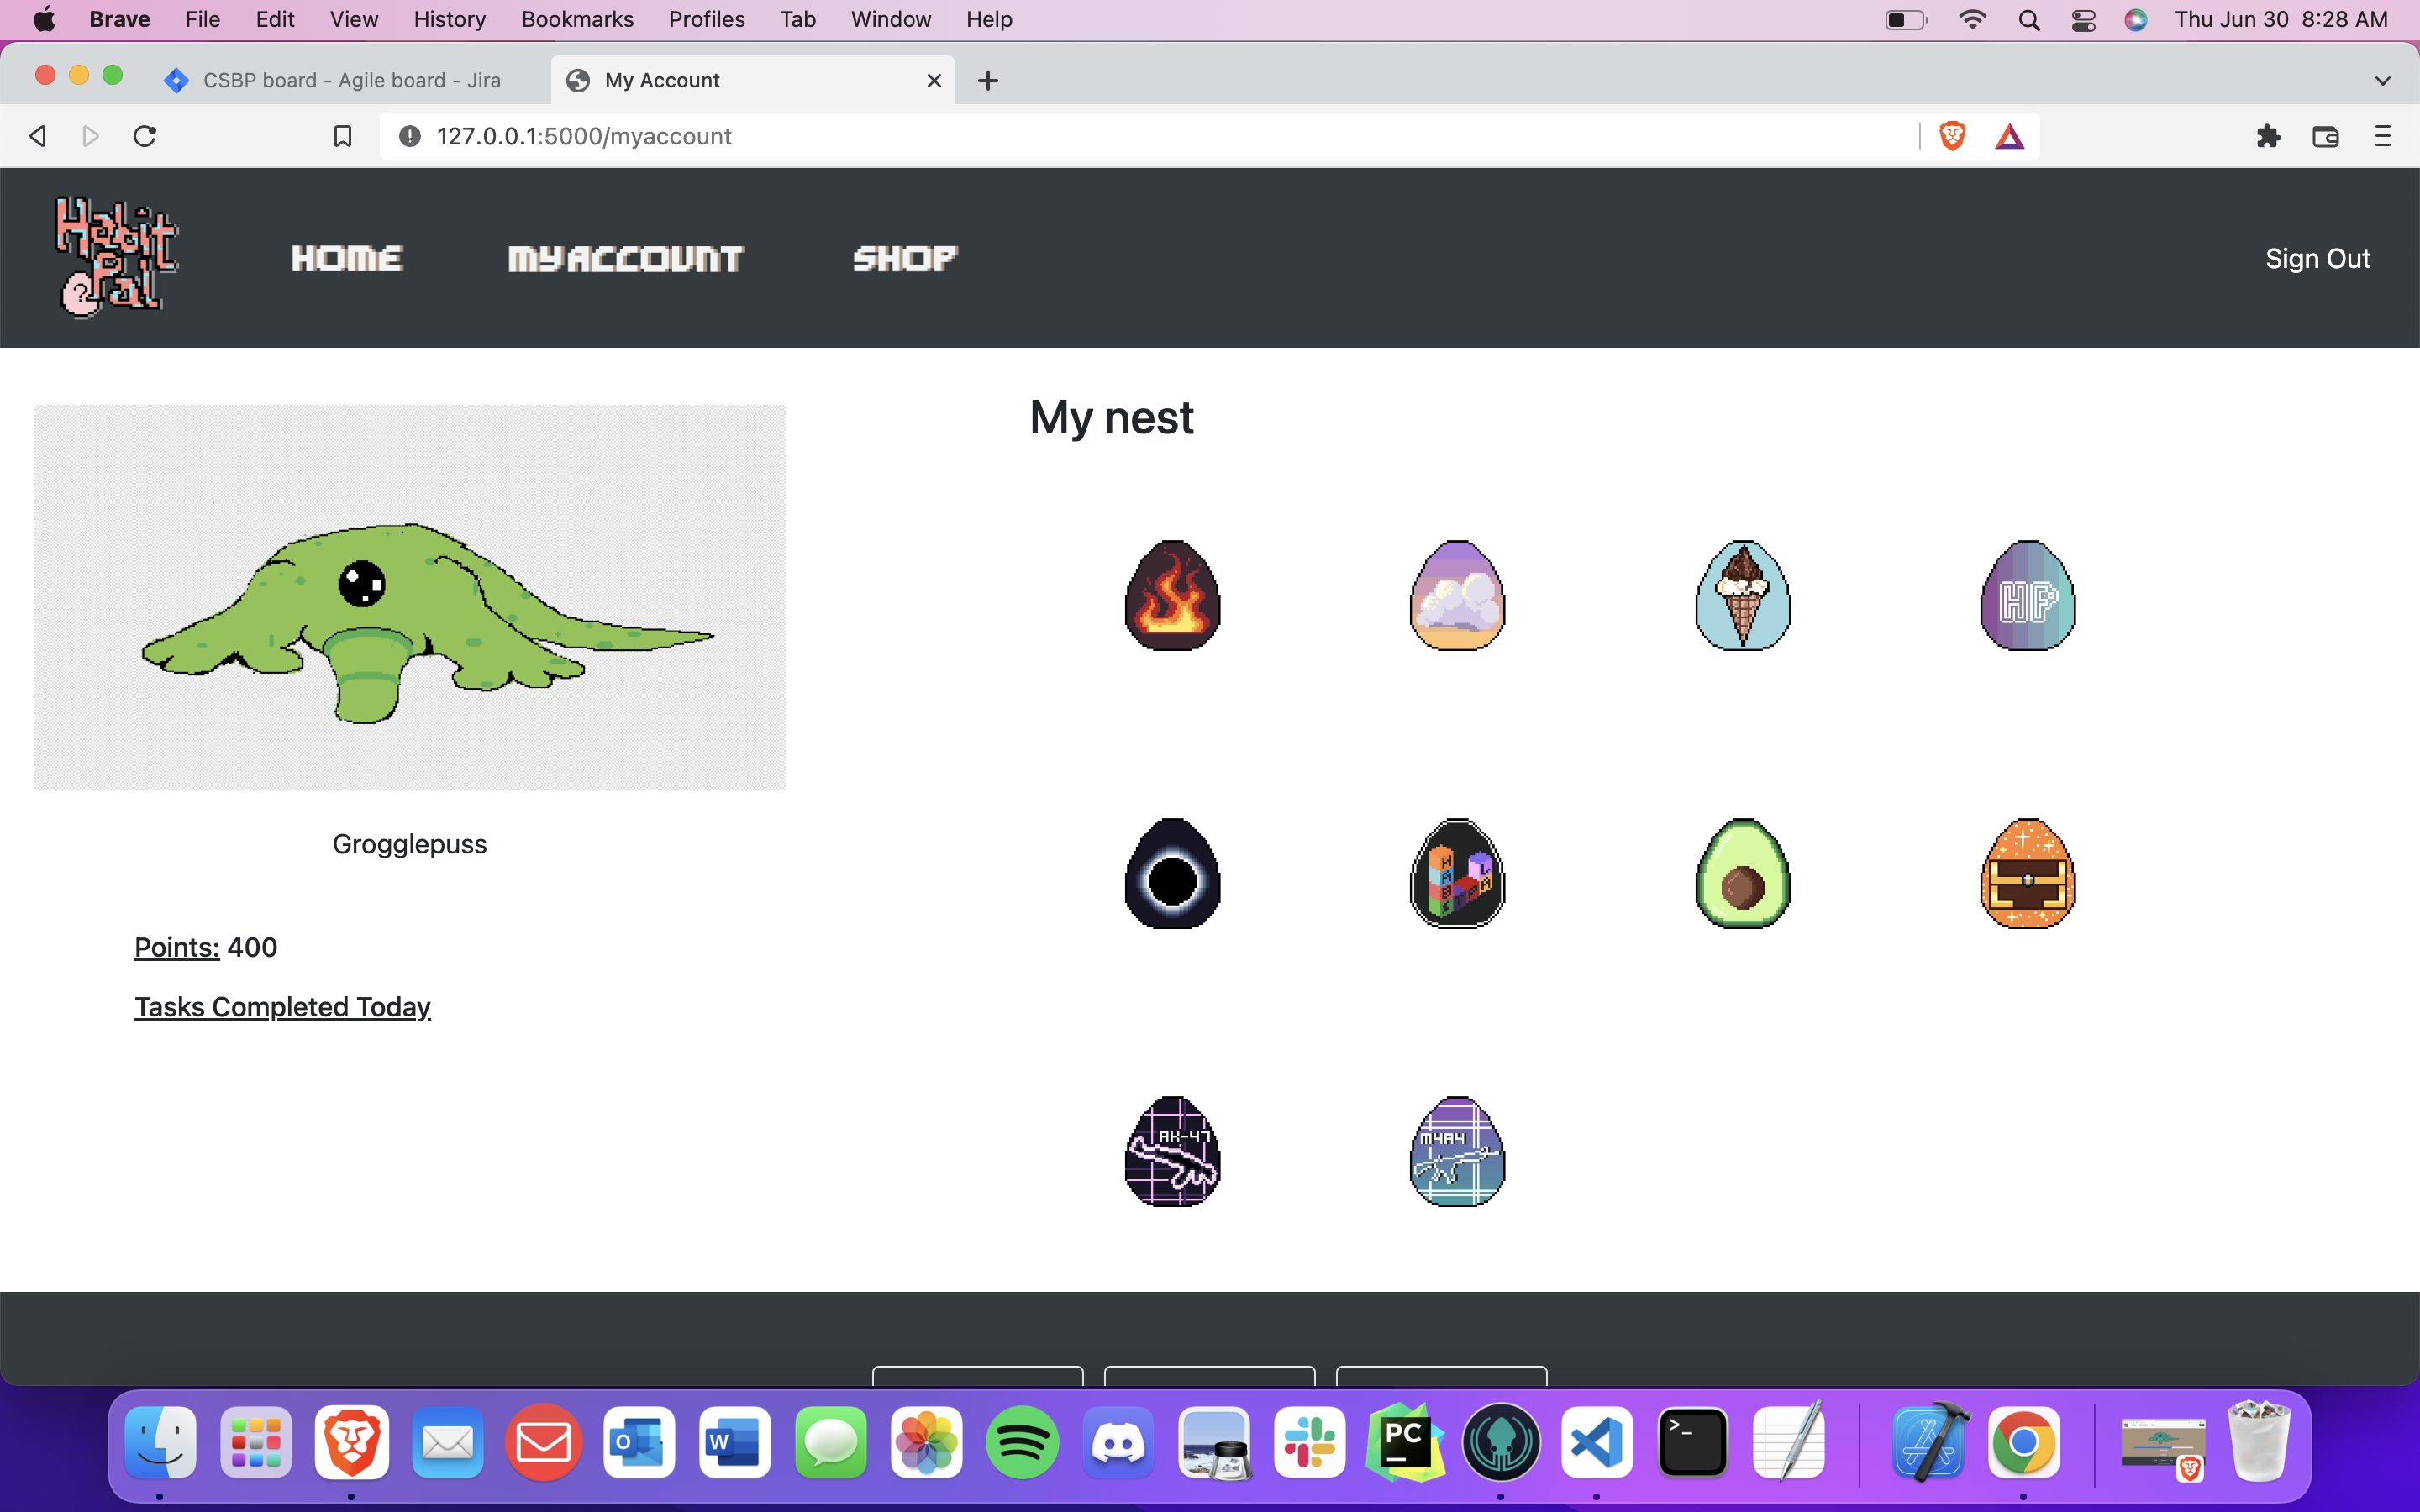 Brave File Edit View History Bookmarks Profiles Tab Window Help Thu Jun 30 8:28 AM
CSBP board - Agile board - Jira
My Account
127.0.0.1:5000/myaccount
Habit
Pal
?
HOME
MYACCOUNT
SHOP
Sign Out
My nest
HP
Grogglepuss
Points: 400
Tasks Completed Today
AK-47
M4A4
O
W
PC
>_